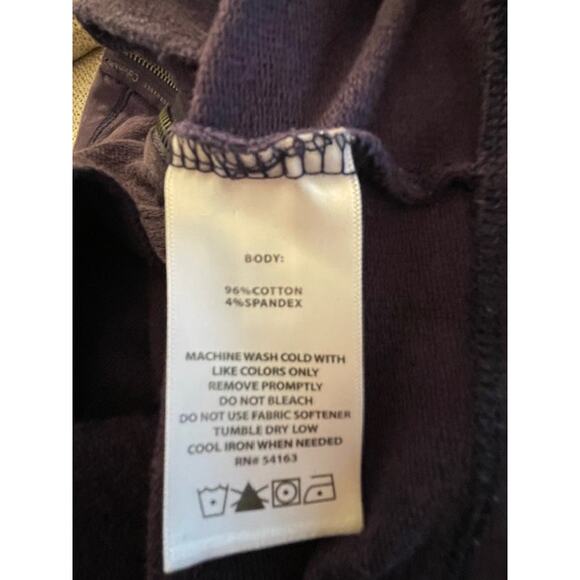 BODY:
96%COTTON
4%SPANDEX
MACHINE WASH COLD WITH
LIKE COLORS ONLY
REMOVE PROMPTLY
DO NOT BLEACH
DO NOT USE FABRIC SOFTENER
TUMBLE DRY LOW
COOL IRON WHEN NEEDED
RN# 54163